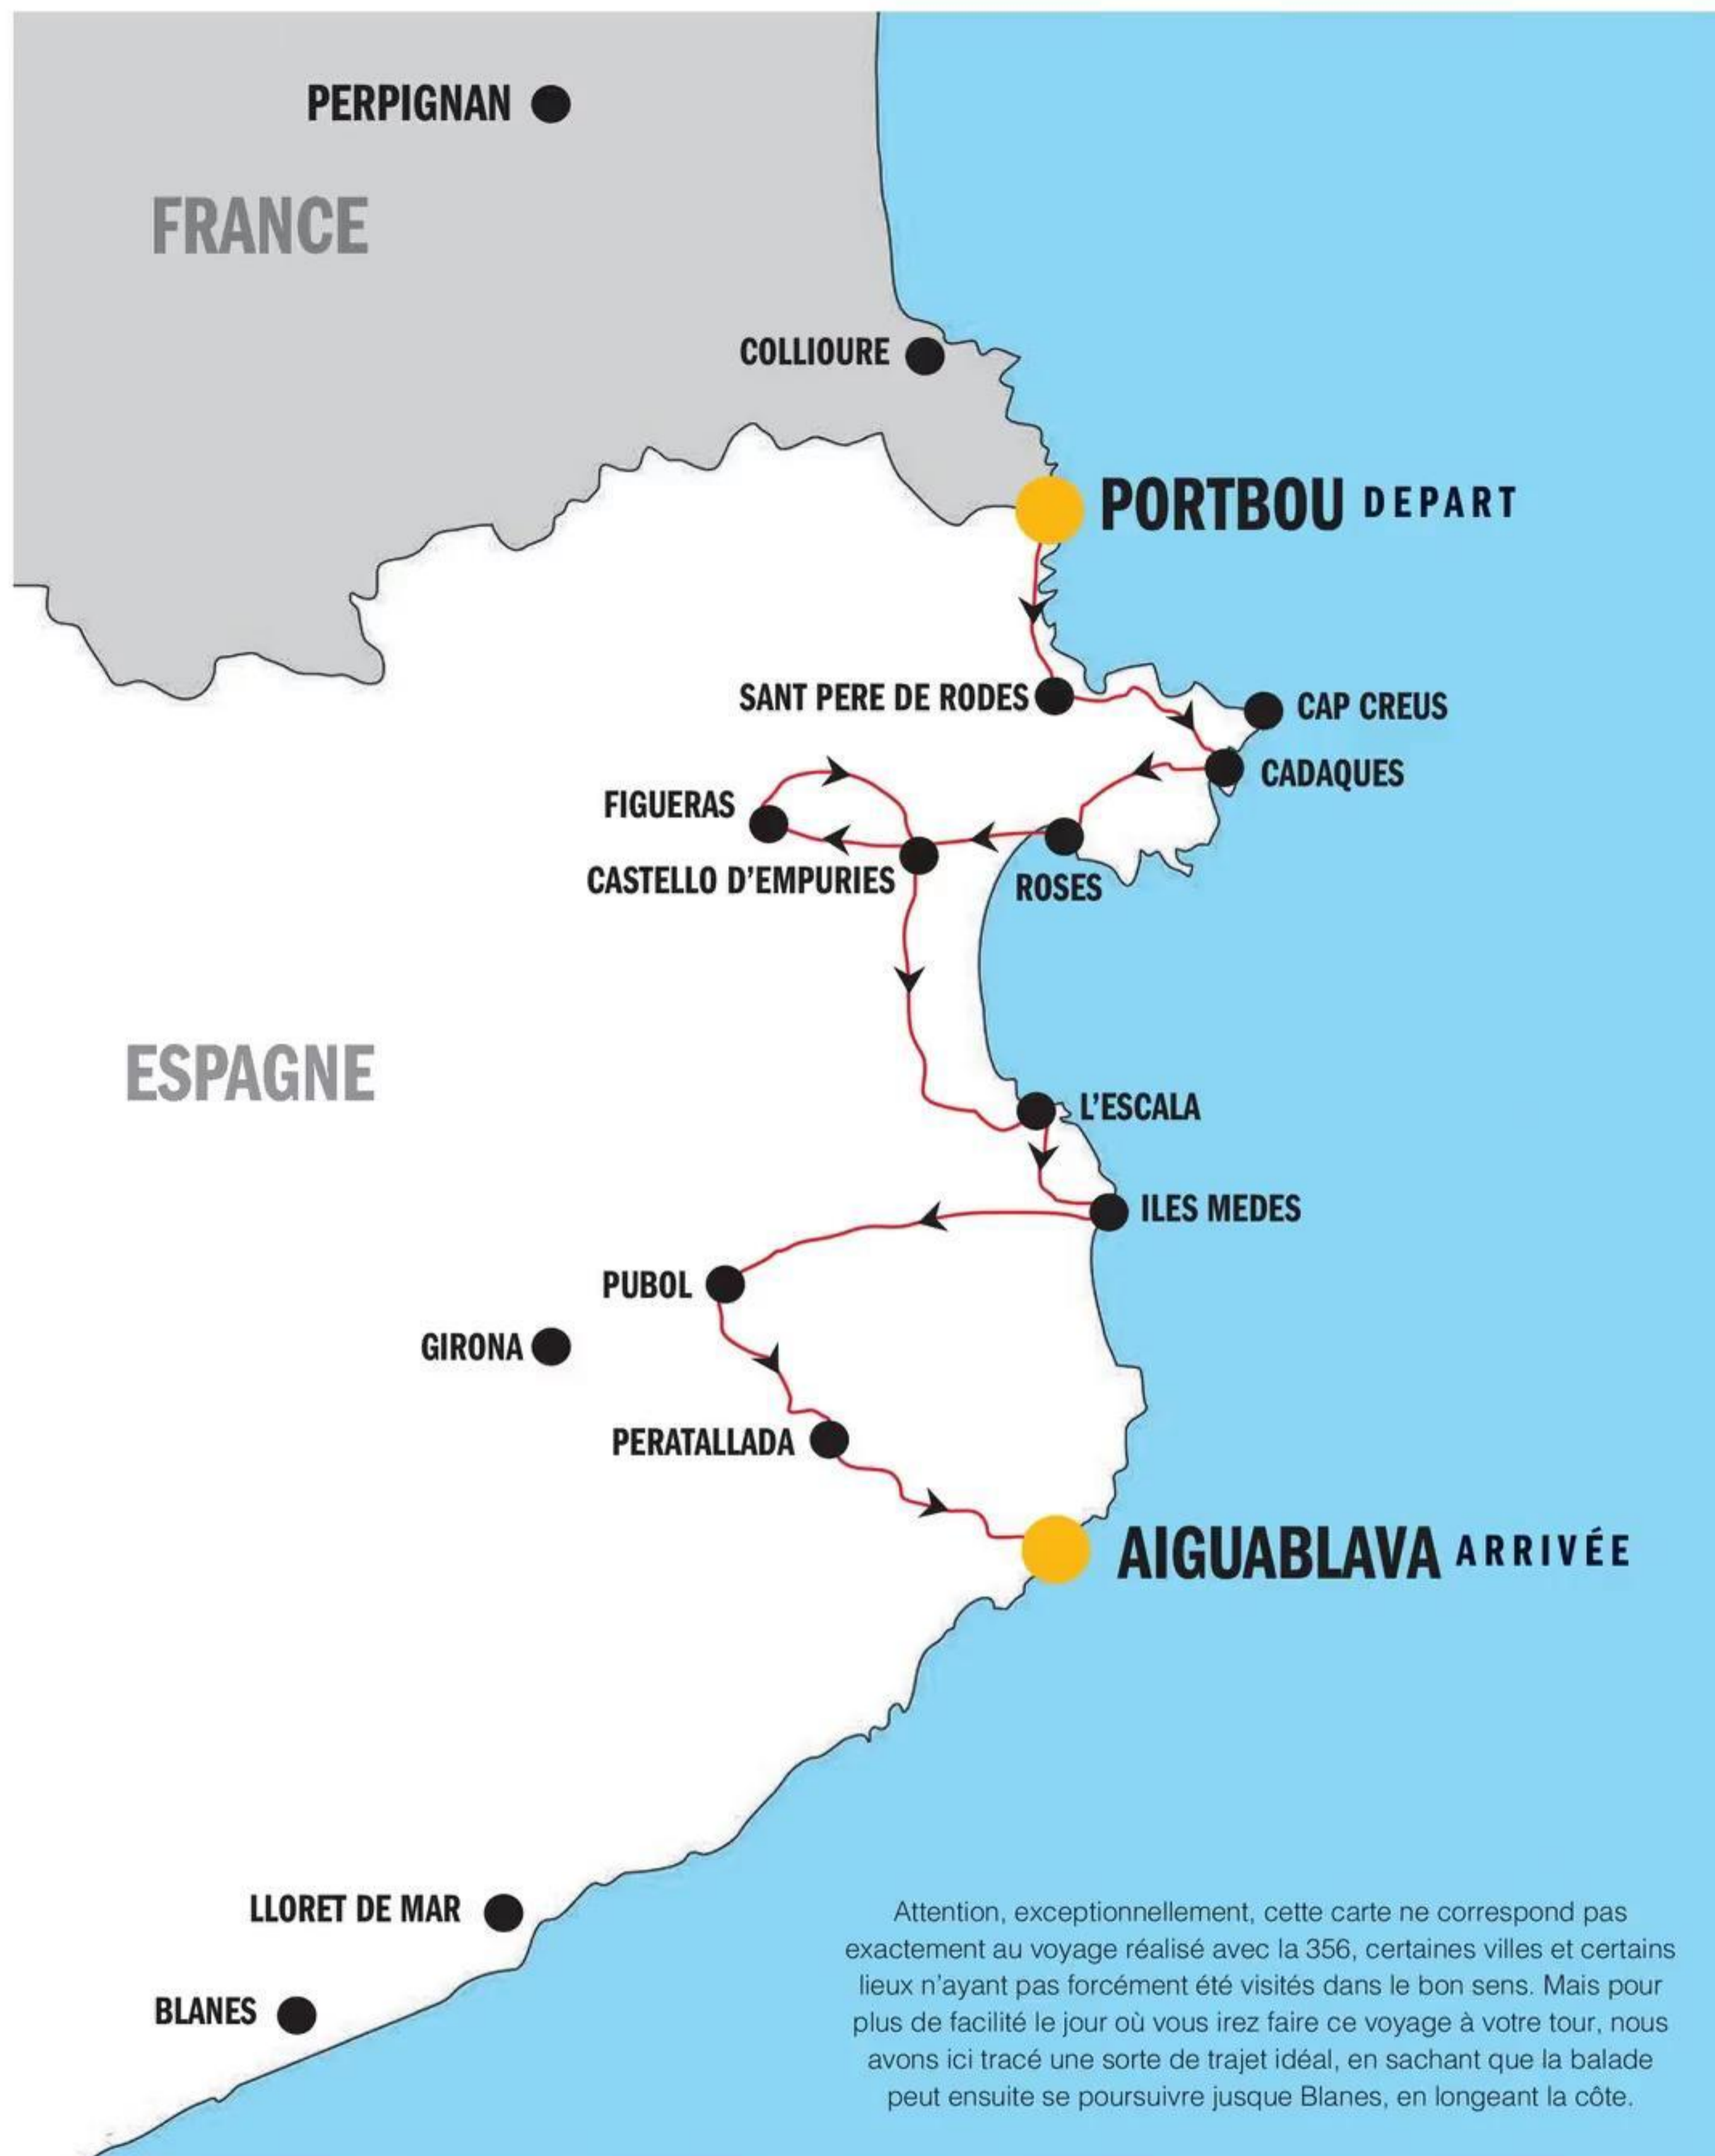 PERPIGNAN
FRANCE
COLLIOURE
PORTBOU DEPART
SANT PERE DE RODES
CAP CREUS
CADAQUES
FIGUERAS
CASTELLO D'EMPURIES
ROSES
ESPAGNE
L'ESCALA
ILES MEDES
PUBOL
GIRONA
PERATALLADA
AIGUABLAVA ARRIVÉE
LLORET DE MAR
BLANES
Attention, exceptionnellement, cette carte ne correspond pas
exactement au voyage réalisé avec la 356, certaines villes et certains
lieux n'ayant pas forcément été visités dans le bon sens. Mais pour
plus de facilité le jour où vous irez faire ce voyage à votre tour, nous
avons ici tracé une sorte de trajet idéal, en sachant que la balade
peut ensuite se poursuivre jusque Blanes, en longeant la côte.